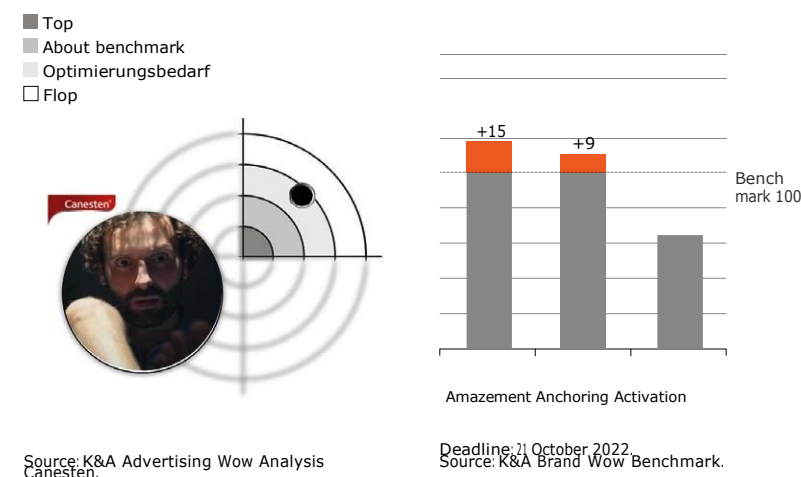 Top
About benchmark
Optimierungsbedarf
Flop
Canesten®
+15
+9
Bench
mark 100
Amazement Anchoring Activation
Source: K&A Advertising Wow Analysis
Canesten.
Deadline: 21 October 2022.
Source: K&A Brand Wow Benchmark.